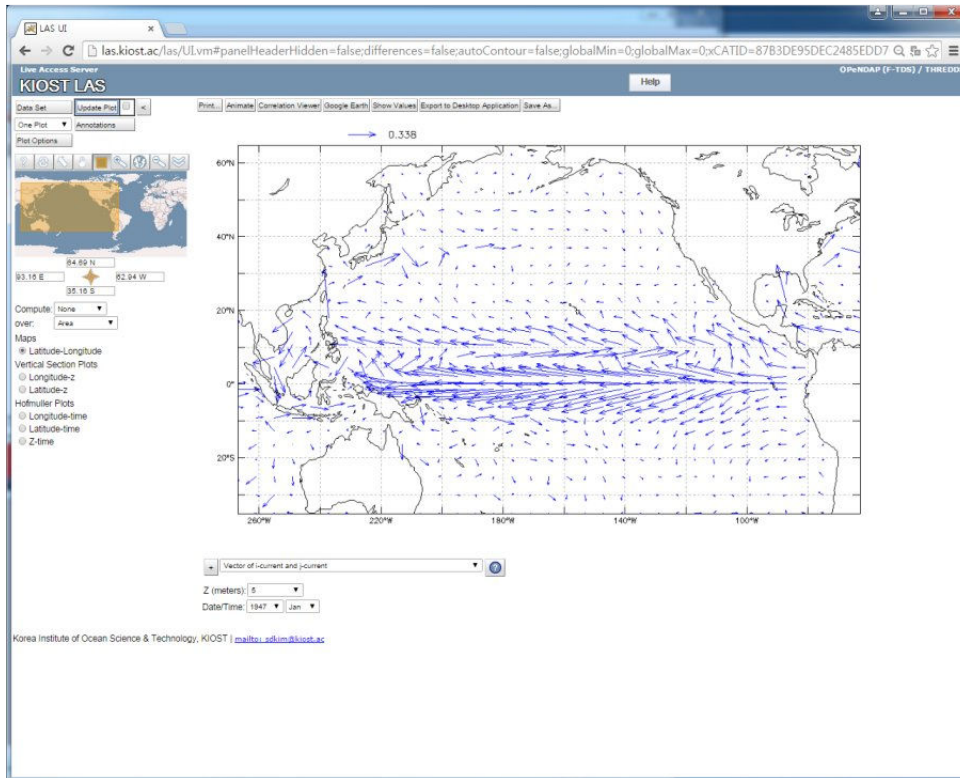 LAS UI
las.kiost.ac/las/UI.vm#panelHeaderHidden=false;differences=false;autoContour=false;globalMin=0;globalMax=0;xCATID=87B3DE95DEC2485EDD7
Live Access Server
OPeNDAP (F-TDS) / THREDD
KIOST LAS
Help
Data Set Update Plot <
Print... Animate Correlation Viewer Google Earth Show Values Export to Desktop Application Save As...
One Plot Annotations
Plot Options
0.338
60°N
40°N
20°N
0°
20°S
260°W 220°W 180°W 140°W 100°W
64.69 N
93.16 E 62.94 W
35.16 S
Compute: None
over: Area
Maps
Latitude-Longitude
Vertical Section Plots
Longitude-z
Latitude-z
Hofmuller Plots
Longitude-time
Latitude-time
Z-time
+ Vector of i-current and j-current ?
Z (meters): 5
Date/Time: 1947 Jan
Korea Institute of Ocean Science & Technology, KIOST | mailto: sdkim@kiost.ac